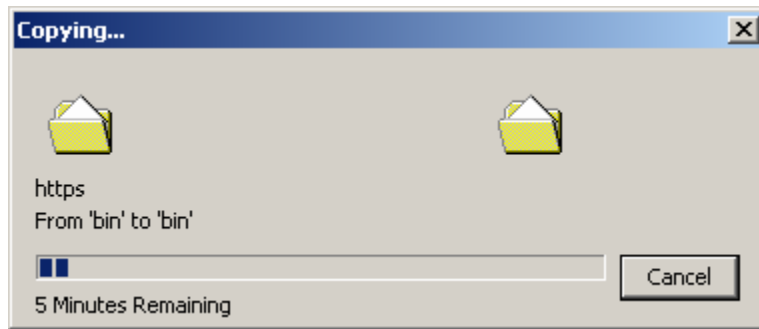 Copying...
https
From 'bin' to 'bin'
Cancel
5 Minutes Remaining